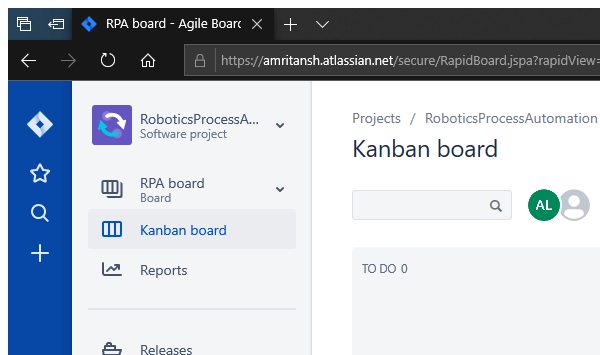 RPA board - Agile Boar
https://amritansh.atlassian.net/secure/RapidBoard.jspa?rapidView=
RoboticsProcessA...
Software project
Projects / RoboticsProcessAutomation
Kanban board
RPA board
Board
AL
Kanban board
Reports
TO DO 0
Releases